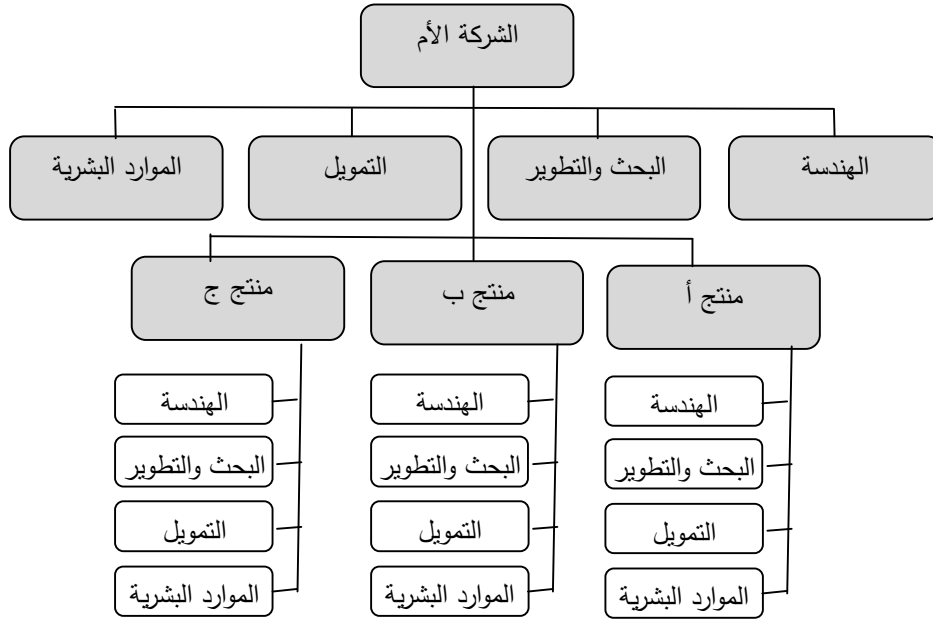 الشركة الأم
الهندسة
البحث والتطوير
التمويل
الموارد البشرية
منتج أ
منتج ب
منتج ج
الهندسة
البحث والتطوير
التمويل
الموارد البشرية
الهندسة
البحث والتطوير
التمويل
الموارد البشرية
الهندسة
البحث والتطوير
التمويل
الموارد البشرية